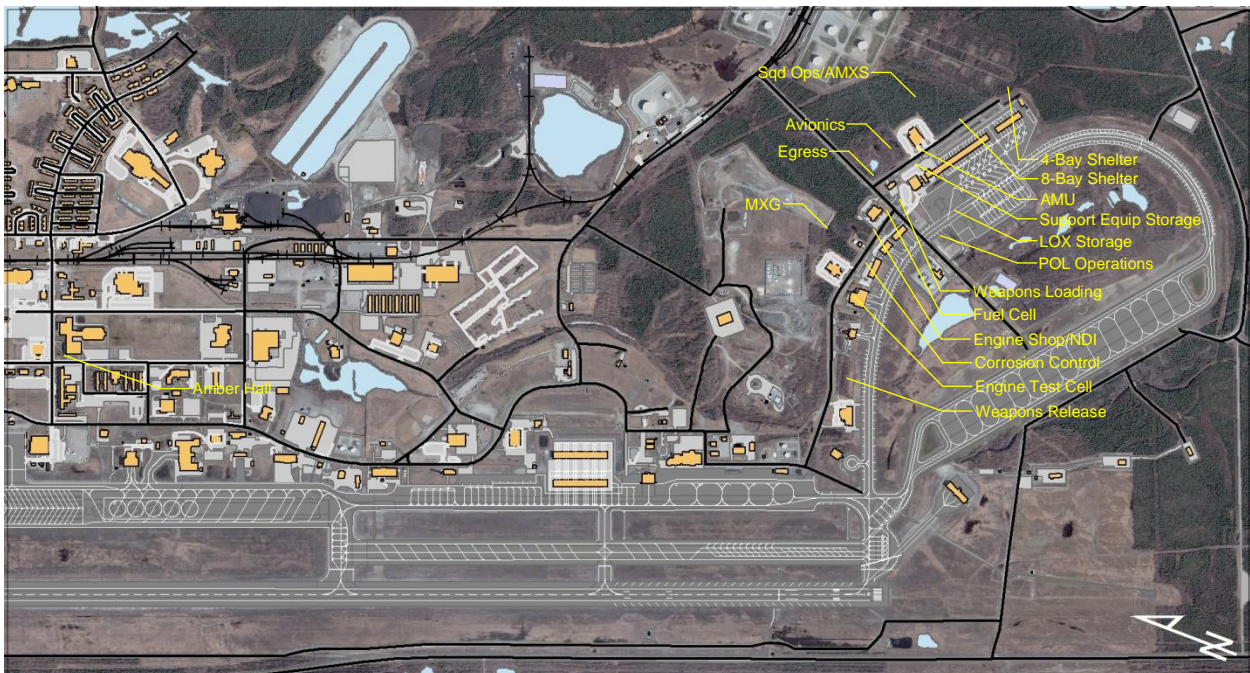 Sqd Ops/AMXS
Avionics
Egress
4-Bay Shelter
8-Bay Shelter
AMU
MXG
Support Equip Storage
LOX Storage
POL Operations
Weapons Loading
Fuel Cell
Engine Shop/NDI
Corrosion Control
Amber Hall
Engine Test Cell
Weapons Release
N